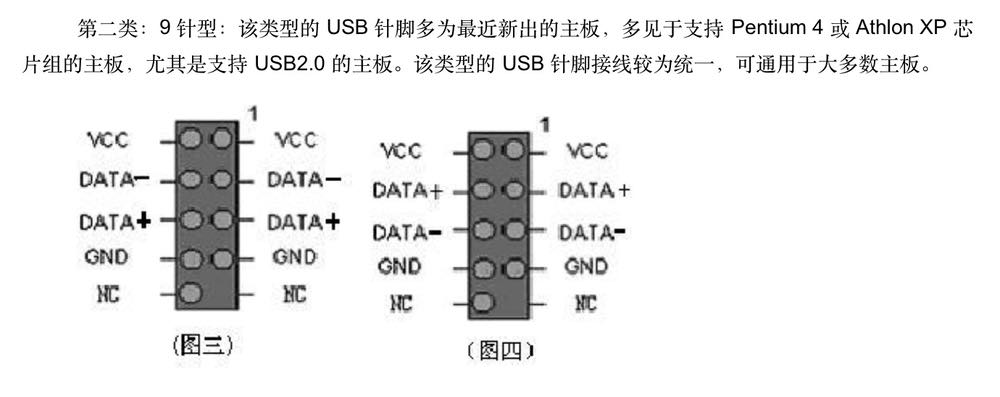 第二类：9 针型：该类型的 USB 针脚多为最近新出的主板，多见于支持 Pentium 4 或 Athlon XP 芯
片组的主板，尤其是支持 USB2.0 的主板。该类型的 USB 针脚接线较为统一，可通用于大多数主板。
1
VCC VCC
DATA- DATA-
DATA+ DATA+
GND GND
NC NC
(图三)
1
VCC VCC
DATA+ DATA+
DATA- DATA-
GND GND
NC NC
(图四)